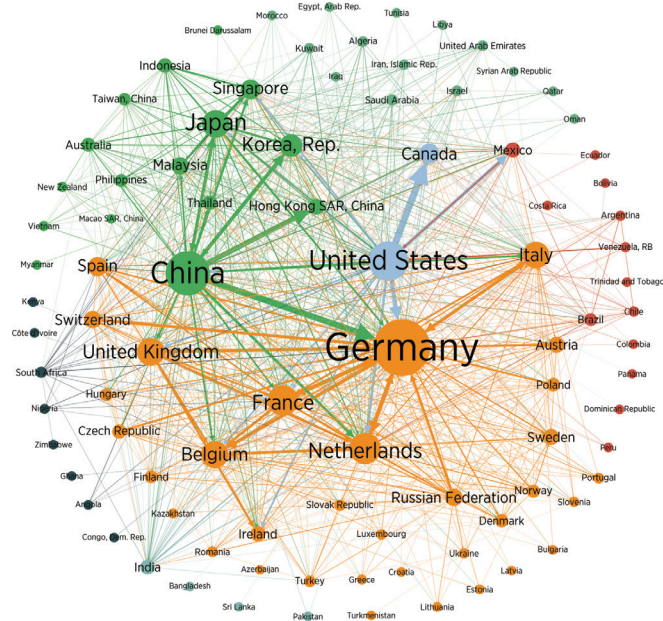 Egypt, Arab Rep.
Morocco
Tunisia
Libya
Brunei Darussalam
Kuwait
Algeria
United Arab Emirates
Indonesia
Iraq
Iran, Islamic Rep.
Syrian Arab Republic
Singapore
Israel
Qatar
Taiwan, China
Saudi Arabia
Oman
Japan
Australia
Korea, Rep.
Canada
Mexico
Ecuador
Malaysia
Philippines
Bolivia
New Zealand
Thailand
Hong Kong SAR, China
Costa Rica
Argentina
Macao SAR, China
Vietnam
Venezuela, RB
Myanmar
Spain
China
United States
Italy
Trinidad and Tobago
Kenya
Chile
Switzerland
Brazil
Côte d'Ivoire
Germany
Austria
Colombia
United Kingdom
South Africa
Panama
Hungary
Poland
France
Nigeria
Dominican Republic
Czech Republic
Sweden
Zimbabwe
Peru
Belgium
Netherlands
Ghana
Finland
Portugal
Russian Federation
Norway
Angola
Slovak Republic
Slovenia
Kazakhstan
Denmark
Congo, Dem. Rep.
Ireland
Luxembourg
Romania
Ukraine
Bulgaria
India
Azerbaijan
Croatia
Latvia
Bangladesh
Turkey
Greece
Estonia
Sri Lanka
Pakistan
Turkmenistan
Lithuania